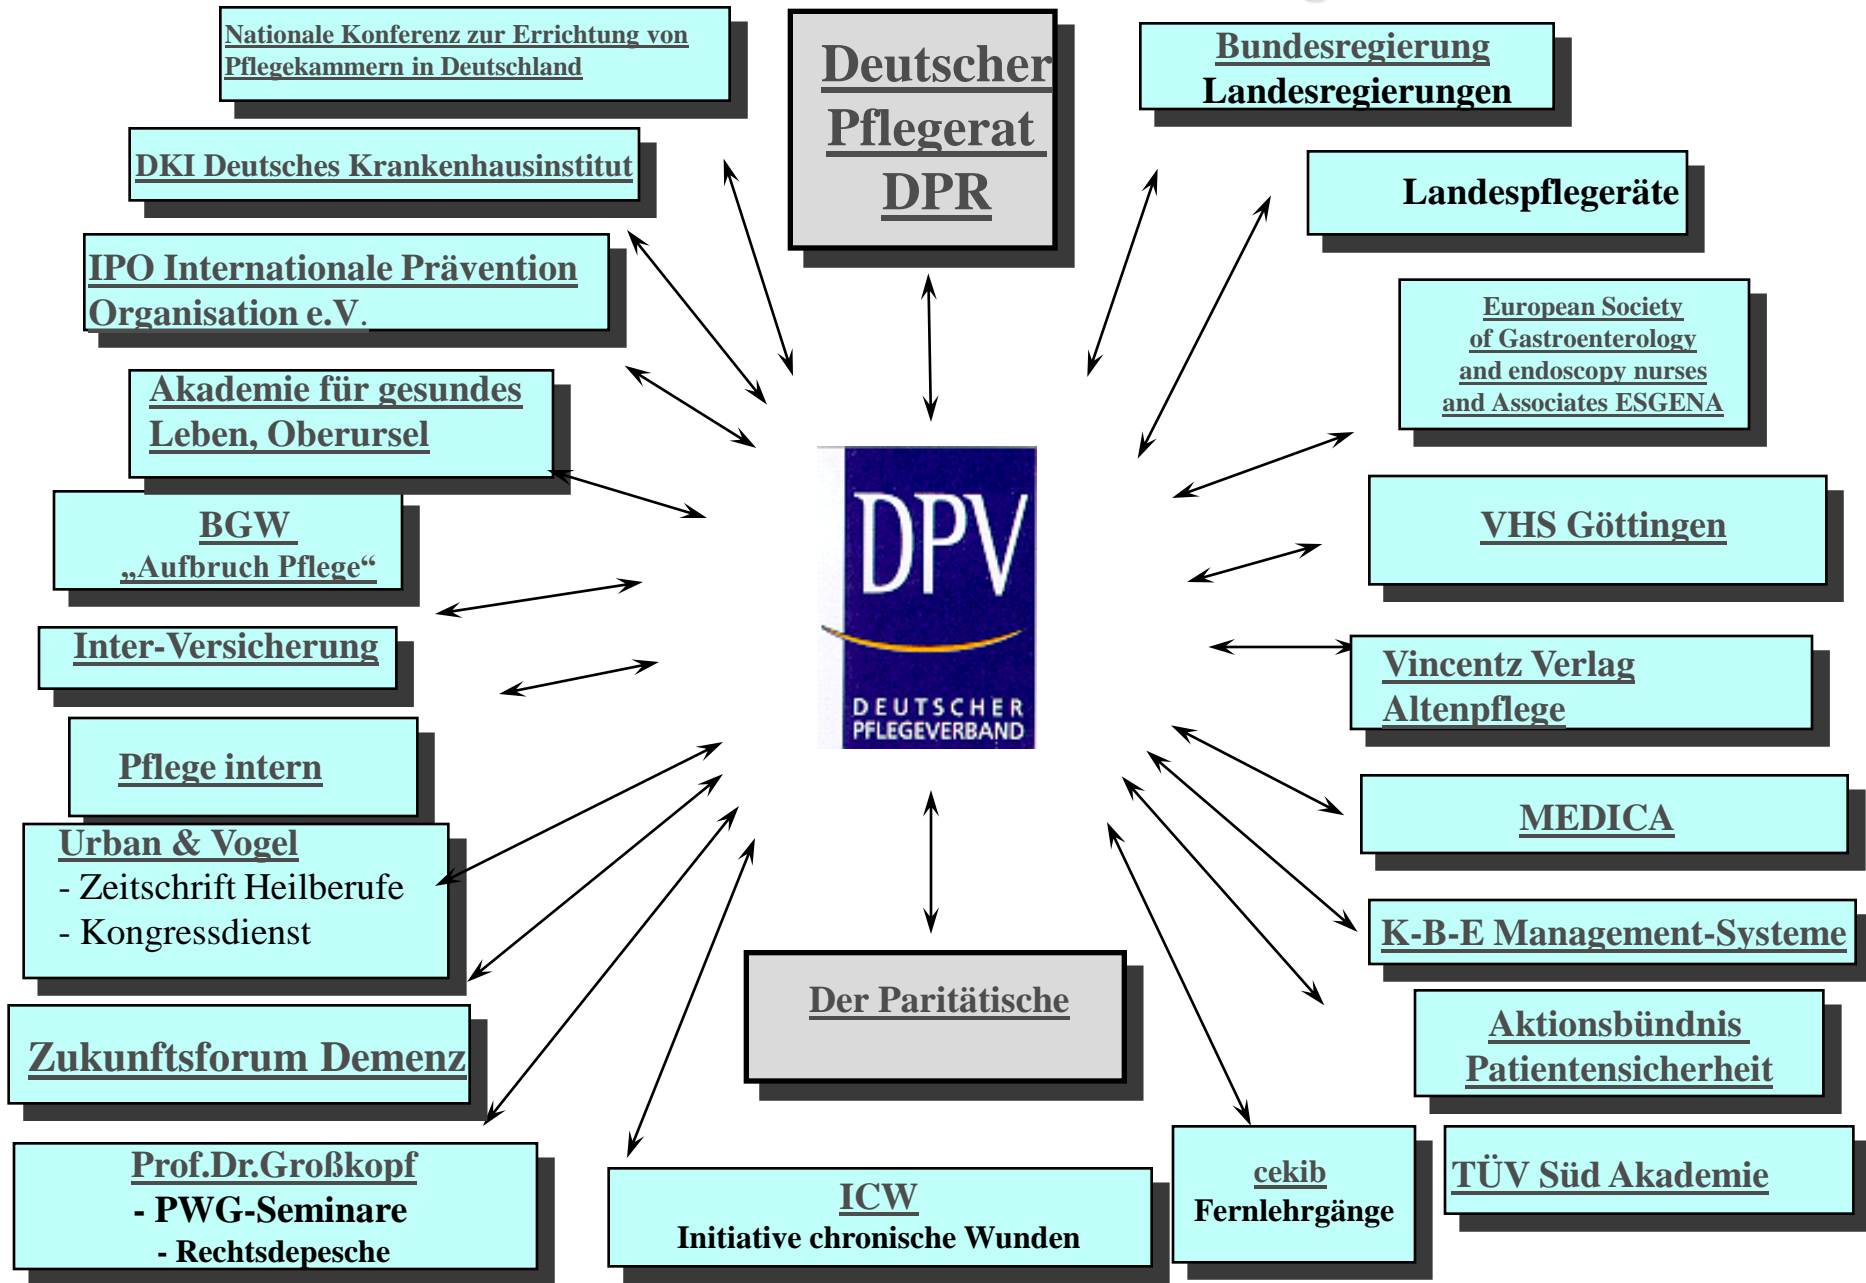 Nationale Konferenz zur Errichtung von
Pflegekammern in Deutschland
Deutscher
Pflegerat
DPR
Bundesregierung
Landesregierungen
DKI Deutsches Krankenhausinstitut
Landespflegeräte
IPO Internationale Prävention
Organisation e.V.
European Society
of Gastroenterology
and endoscopy nurses
and Associates ESGENA
Akademie für gesundes
Leben, Oberursel
BGW
„Aufbruch Pflege“
VHS Göttingen
DPV
DEUTSCHER
PFLEGEVERBAND
Inter-Versicherung
Vincentz Verlag
Altenpflege
Pflege intern
MEDICA
Urban & Vogel
- Zeitschrift Heilberufe
- Kongressdienst
K-B-E Management-Systeme
Der Paritätische
Zukunftsforum Demenz
Aktionsbündnis
Patientensicherheit
Prof.Dr.Großkopf
- PWG-Seminare
- Rechtsdepesche
ICW
Initiative chronische Wunden
cekib
Fernlehrgänge
TÜV Süd Akademie